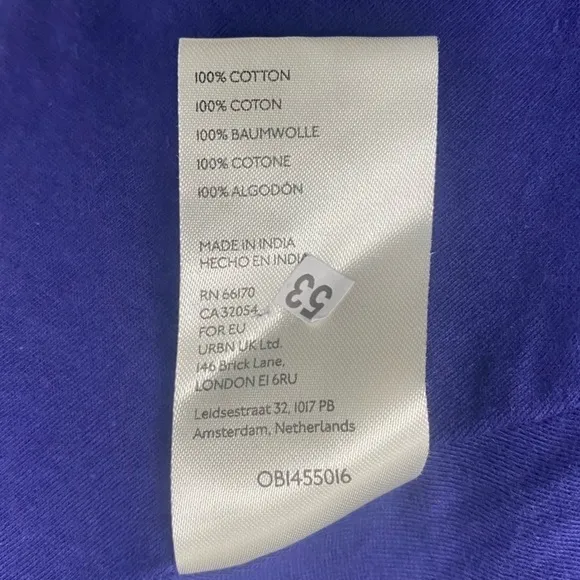 100% COTTON
100% COTON
100% BAUMWOLLE
100% COTONE
100% ALGODÓN
MADE IN INDIA
HECHO EN INDIA
53
RN 66170
CA 32054
FOR EU
URBN UK Ltd.
146 Brick Lane,
LONDON E1 6RU
Leidsestraat 32, 1017 PB
Amsterdam, Netherlands
OB1455016